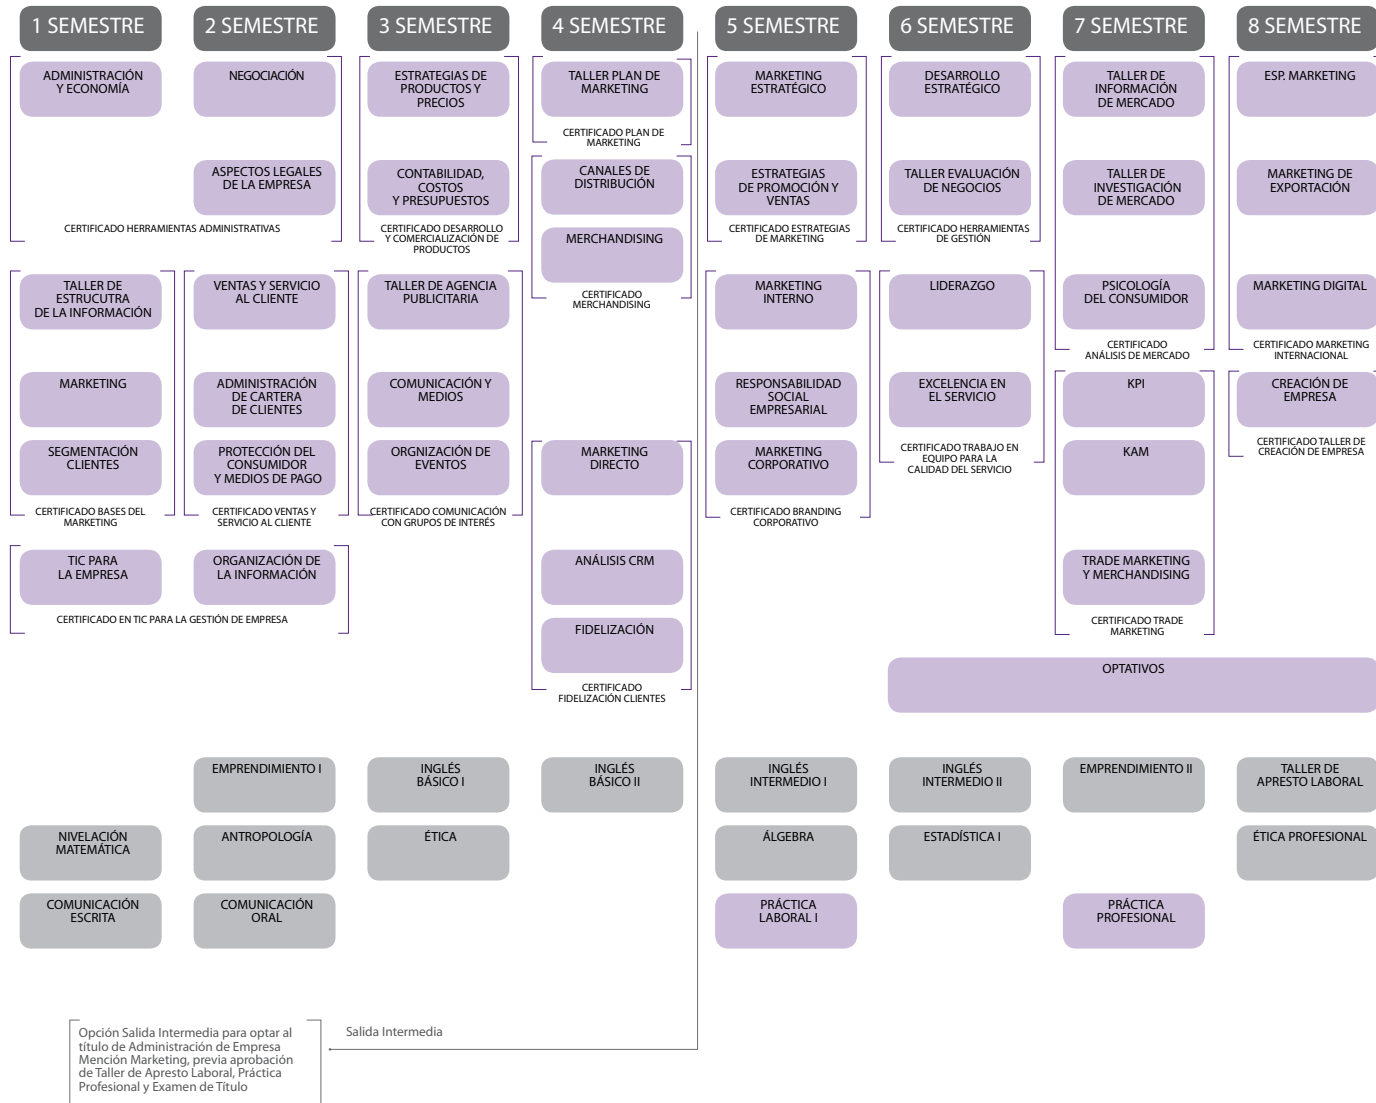 1 SEMESTRE
2 SEMESTRE
3 SEMESTRE
4 SEMESTRE
5 SEMESTRE
6 SEMESTRE
7 SEMESTRE
8 SEMESTRE
ADMINISTRACIÓN
Y ECONOMÍA
NEGOCIACIÓN
ASPECTOS LEGALES
DE LA EMPRESA
CERTIFICADO HERRAMIENTAS ADMINISTRATIVAS
ESTRATEGIAS DE
PRODUCTOS Y
PRECIOS
CONTABILIDAD,
COSTOS
Y PRESUPUESTOS
CERTIFICADO DESARROLLO
Y COMERCIALIZACIÓN DE
PRODUCTOS
TALLER PLAN DE
MARKETING
CERTIFICADO PLAN DE
MARKETING
CANALES DE
DISTRIBUCIÓN
MERCHANDISING
CERTIFICADO
MERCHANDISING
MARKETING
ESTRATÉGICO
ESTRATEGIAS
DE PROMOCIÓN Y
VENTAS
CERTIFICADO ESTRATEGIAS
DE MARKETING
DESARROLLO
ESTRATÉGICO
TALLER EVALUACIÓN
DE NEGOCIOS
CERTIFICADO HERRAMIENTAS
DE GESTIÓN
TALLER DE
INFORMACIÓN
DE MERCADO
TALLER DE
INVESTIGACIÓN
DE MERCADO
PSICOLOGÍA
DEL CONSUMIDOR
CERTIFICADO
ANÁLISIS DE MERCADO
ESP. MARKETING
MARKETING DE
EXPORTACIÓN
MARKETING DIGITAL
CERTIFICADO MARKETING
INTERNACIONAL
TALLER DE
ESTRUCUTRA
DE LA INFORMACIÓN
MARKETING
SEGMENTACIÓN
CLIENTES
CERTIFICADO BASES DEL
MARKETING
VENTAS Y SERVICIO
AL CLIENTE
ADMINISTRACIÓN
DE CARTERA
DE CLIENTES
PROTECCIÓN DEL
CONSUMIDOR
Y MEDIOS DE PAGO
CERTIFICADO VENTAS Y
SERVICIO AL CLIENTE
TALLER DE AGENCIA
PUBLICITARIA
COMUNICACIÓN Y
MEDIOS
ORGNIZACIÓN DE
EVENTOS
CERTIFICADO COMUNICACIÓN
CON GRUPOS DE INTERÉS
MARKETING
DIRECTO
ANÁLISIS CRM
FIDELIZACIÓN
CERTIFICADO
FIDELIZACIÓN CLIENTES
MARKETING
INTERNO
RESPONSABILIDAD
SOCIAL
EMPRESARIAL
MARKETING
CORPORATIVO
CERTIFICADO BRANDING
CORPORATIVO
LIDERAZGO
EXCELENCIA EN
EL SERVICIO
CERTIFICADO TRABAJO EN
EQUIPO PARA LA
CALIDAD DEL SERVICIO
KPI
KAM
TRADE MARKETING
Y MERCHANDISING
CERTIFICADO TRADE
MARKETING
CREACIÓN DE
EMPRESA
CERTIFICADO TALLER DE
CREACIÓN DE EMPRESA
TIC PARA
LA EMPRESA
ORGANIZACIÓN DE
LA INFORMACIÓN
CERTIFICADO EN TIC PARA LA GESTIÓN DE EMPRESA
OPTATIVOS
EMPRENDIMIENTO I
INGLÉS
BÁSICO I
INGLÉS
BÁSICO II
INGLÉS
INTERMEDIO I
INGLÉS
INTERMEDIO II
EMPRENDIMIENTO II
TALLER DE
APRESTO LABORAL
NIVELACIÓN
MATEMÁTICA
ANTROPOLOGÍA
ÉTICA
ÁLGEBRA
ESTADÍSTICA I
ÉTICA PROFESIONAL
COMUNICACIÓN
ESCRITA
COMUNICACIÓN
ORAL
PRÁCTICA
LABORAL I
PRÁCTICA
PROFESIONAL
Opción Salida Intermedia para optar al
título de Administración de Empresa
Mención Marketing, previa aprobación
de Taller de Apresto Laboral, Práctica
Profesional y Examen de Título
Salida Intermedia